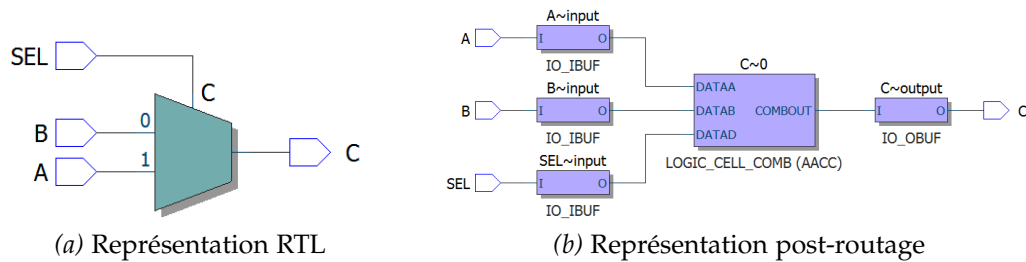 SEL
C
B
0
A
1
C
(a) Représentation RTL
A~input
A
I
O
IO_IBUF
B~input
B
I
O
IO_IBUF
SEL~input
SEL
I
O
IO_IBUF
C~0
DATAA
DATAB
COMBOUT
DATAD
LOGIC_CELL_COMB (AACC)
C~output
I
O
C
IO_OBUF
(b) Représentation post-routage